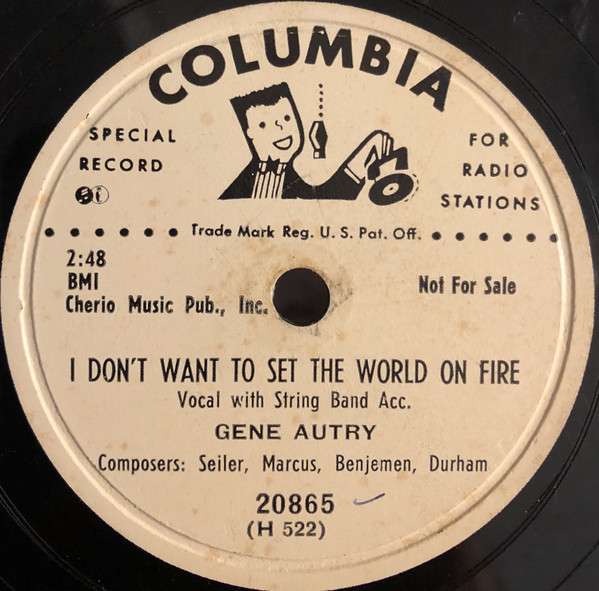 COLUMBIA
SPECIAL
RECORD
FOR
RADIO
STATIONS
Trade Mark Reg. U. S. Pat. Off.
2:48
BMI
Cherio Music Pub., Inc.
Not For Sale
I DON'T WANT TO SET THE WORLD ON FIRE
Vocal with String Band Acc.
GENE AUTRY
Composers: Seiler, Marcus, Benjemen, Durham
20865
(H 522)